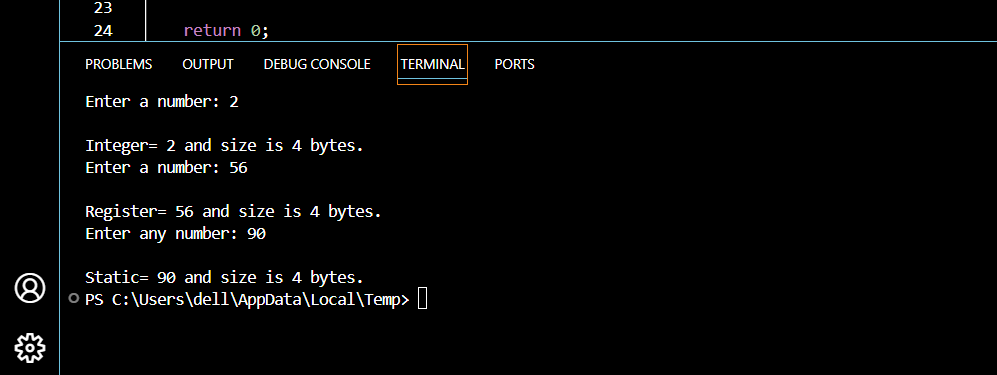 23
24 return 0;
PROBLEMS OUTPUT DEBUG CONSOLE TERMINAL PORTS
Enter a number: 2
Integer= 2 and size is 4 bytes.
Enter a number: 56
Register= 56 and size is 4 bytes.
Enter any number: 90
Static= 90 and size is 4 bytes.
PS C:\Users\dell\AppData\Local\Temp>